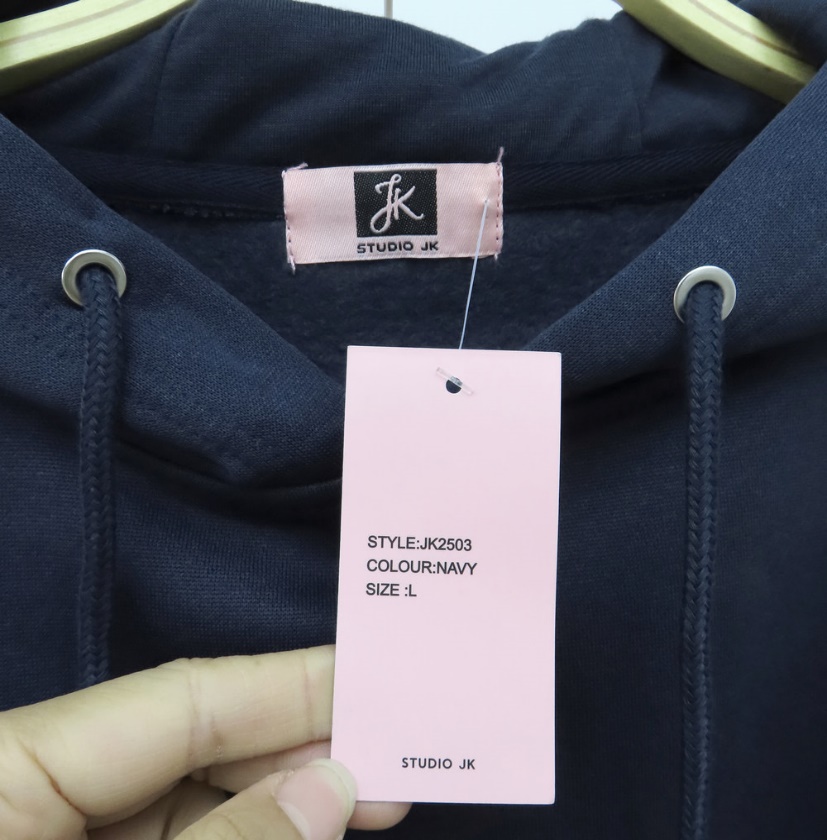 JK
STUDIO JK
STYLE:JK2503
COLOUR:NAVY
SIZE :L
STUDIO JK